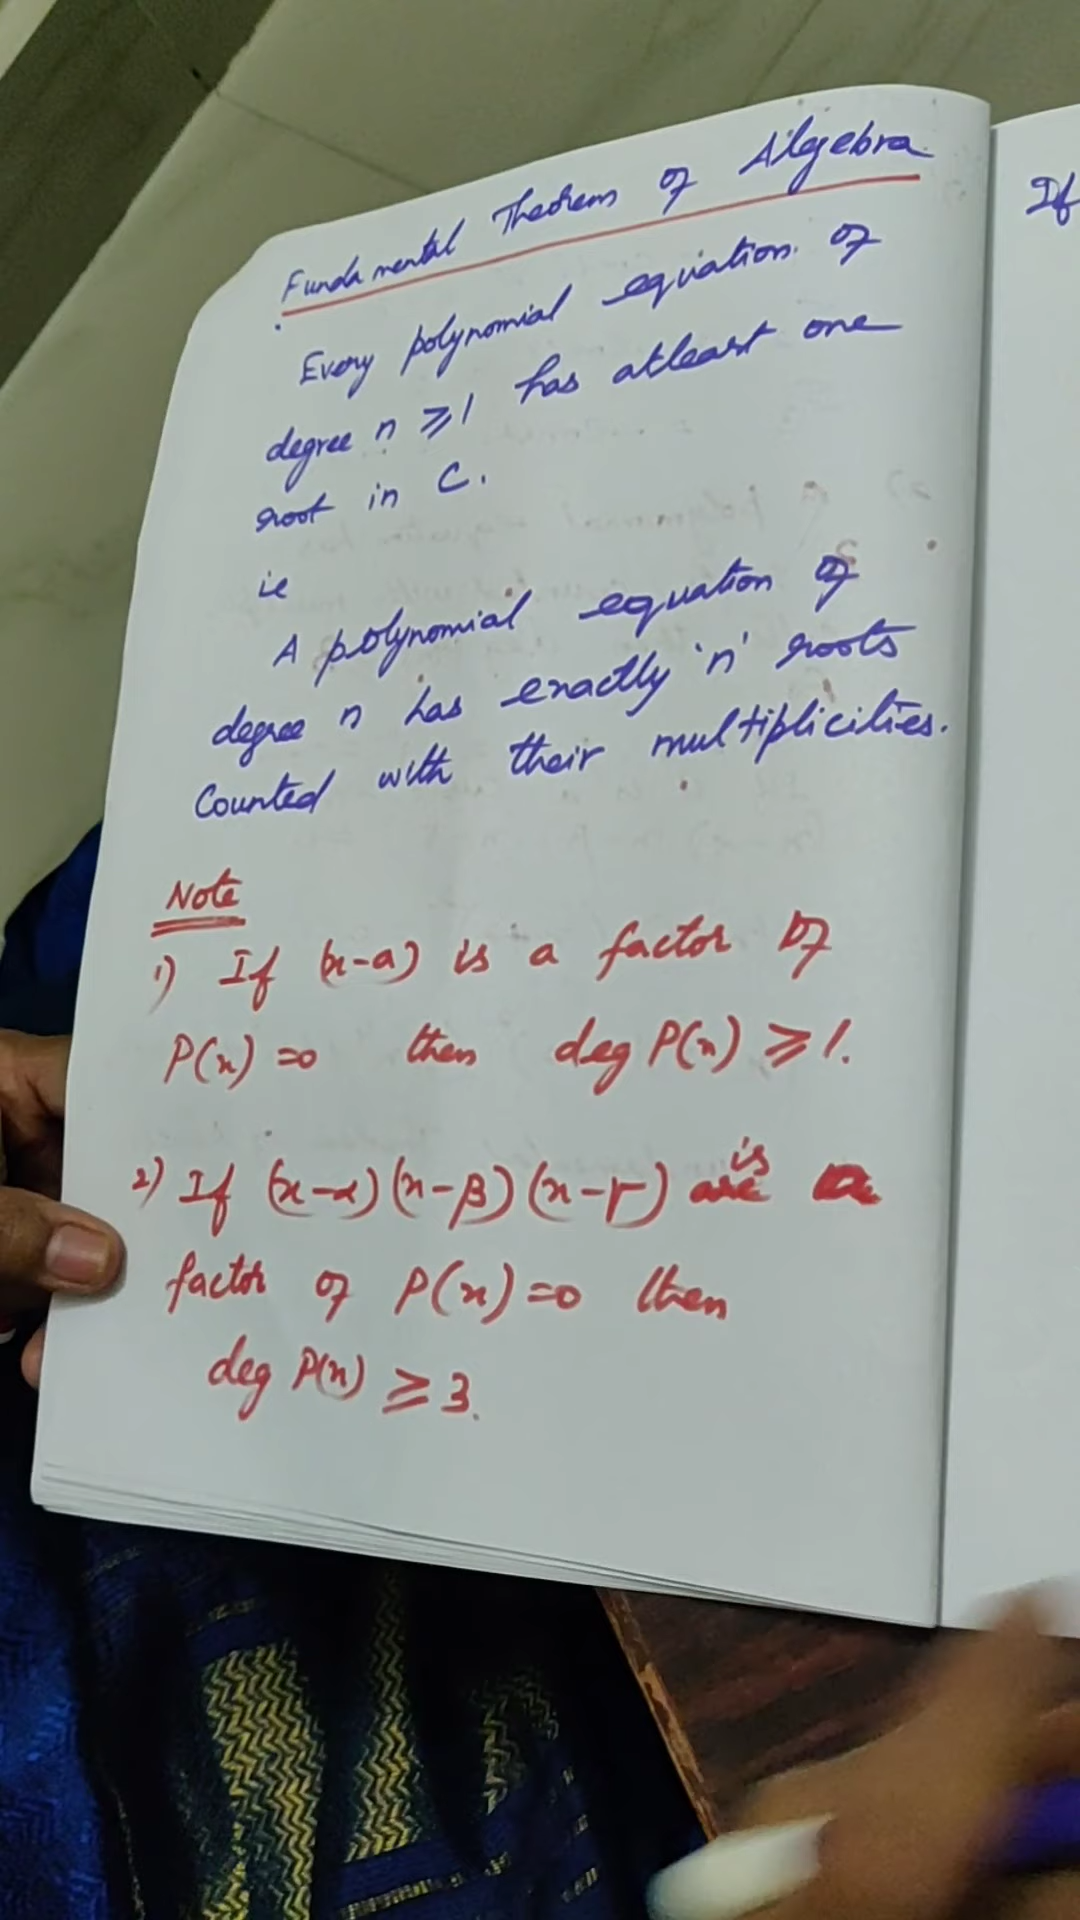 Fundamental Theorem of Algebra
Every polynomial equation of
degree n ≥ 1 has atleast one
root in C.
ie
A polynomial equation of
degree n has exactly 'n' roots
Counted with their multiplicities.
Note
1) If (x-a) is a factor of
P(x) =0 then deg P(x) ≥ 1.
2) If (x-α)(x-β)(x-γ) is
factor of P(x)=0 then
deg P(x) ≥ 3.
If